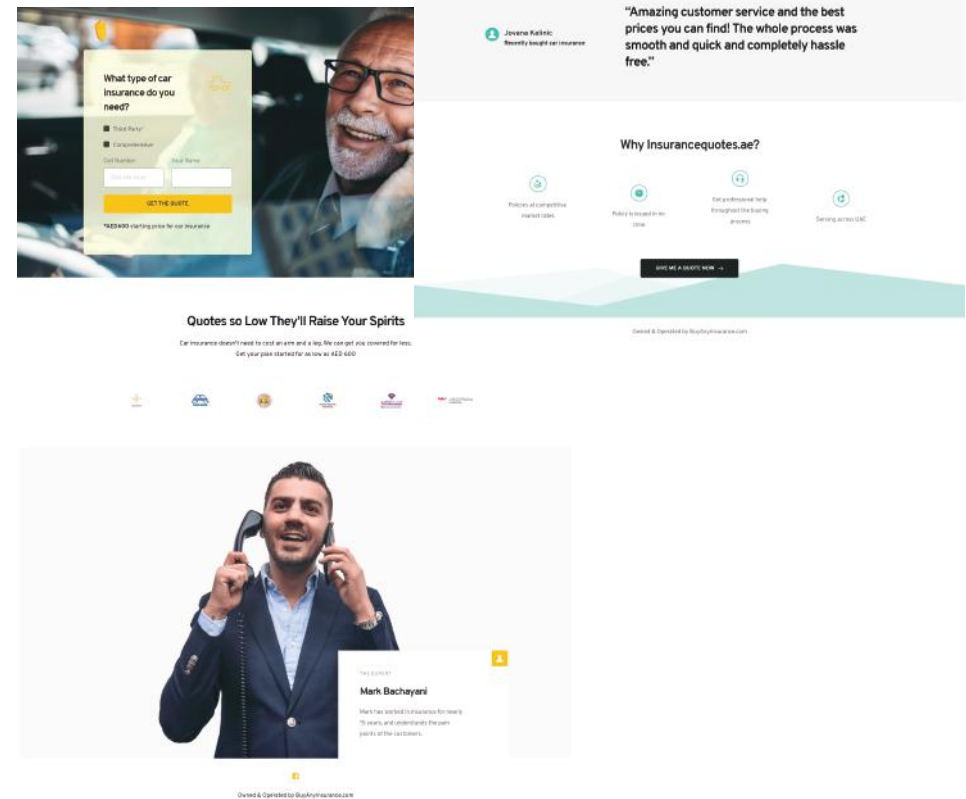 What type of car
insurance do you
need?
Third Party*
Comprehensive
Cell Number
Your Name
GET THE QUOTE
*AED600 starting price for car insurance
Quotes so Low They'll Raise Your Spirits
Car insurance doesn't need to cost an arm and a leg. We can get you covered for less.
Get your plan started for as low as AED 600
Jovana Kalinic
Recently bought car insurance
“Amazing customer service and the best
prices you can find! The whole process was
smooth and quick and completely hassle
free.”
Why Insurancequotes.ae?
Policies at competitive
market rates
Policy is issued in no
time
Get professional help
throughout the buying
process
Serving across UAE
GIVE ME A QUOTE NOW →
Owned & Operated by BuyAnyInsurance.com
THE EXPERT
Mark Bachayani
Mark has worked in insurance for nearly
15 years, and understands the pain
points of the customers.
Owned & Operated by BuyAnyInsurance.com